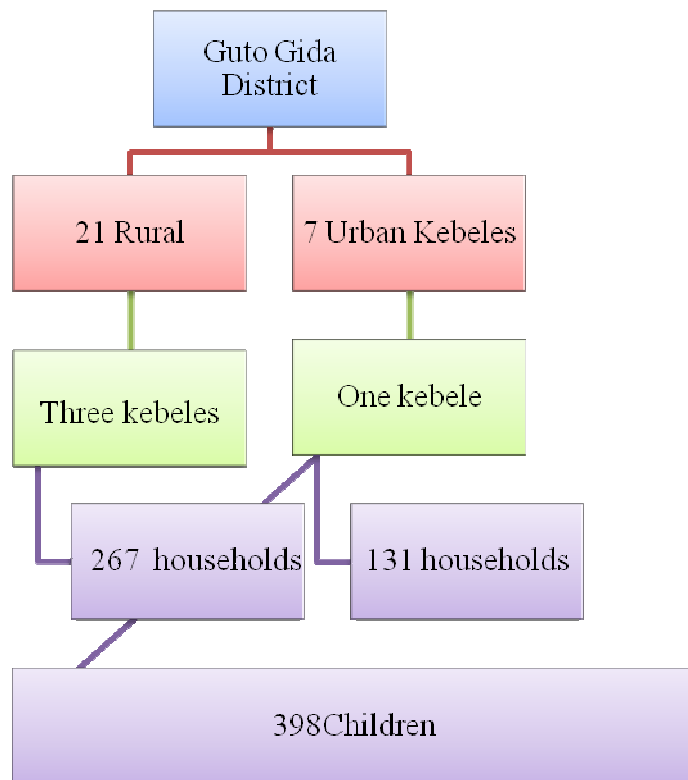 Guto Gida
District
21 Rural
7 Urban Kebeles
Three kebeles
One kebele
267 households
131 households
398Children